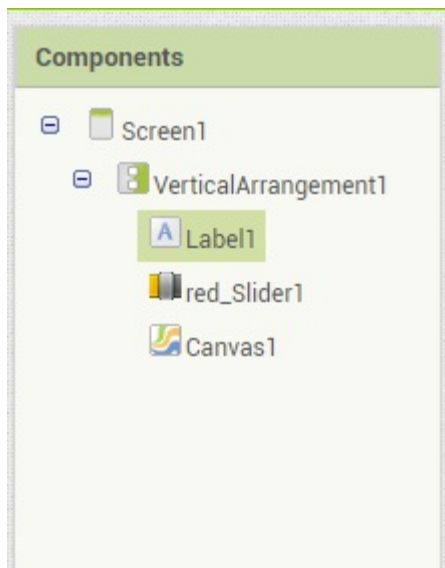 Components
Screen1
VerticalArrangement1
A Label1
red_Slider1
Canvas1